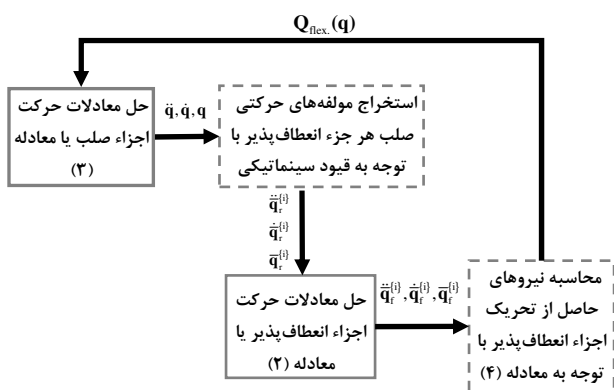 Q_flex.(q)
حل معادلات حرکت
اجزاء صلب یا معادله
(۳)
q̈, q̇, q
استخراج مولفه‌های حرکتی
صلب هر جزء انعطاف‌پذیر با
توجه به قیود سینماتیکی
q̅̈_r^{i}
q̅̇_r^{i}
q̅_r^{i}
حل معادلات حرکت
اجزاء انعطاف‌پذیر یا
معادله (۲)
q̅̈_f^{i}, q̅̇_f^{i}, q̅_f^{i}
محاسبه نیروهای
حاصل از تحریک
اجزاء انعطاف‌پذیر با
توجه به معادله (۴)